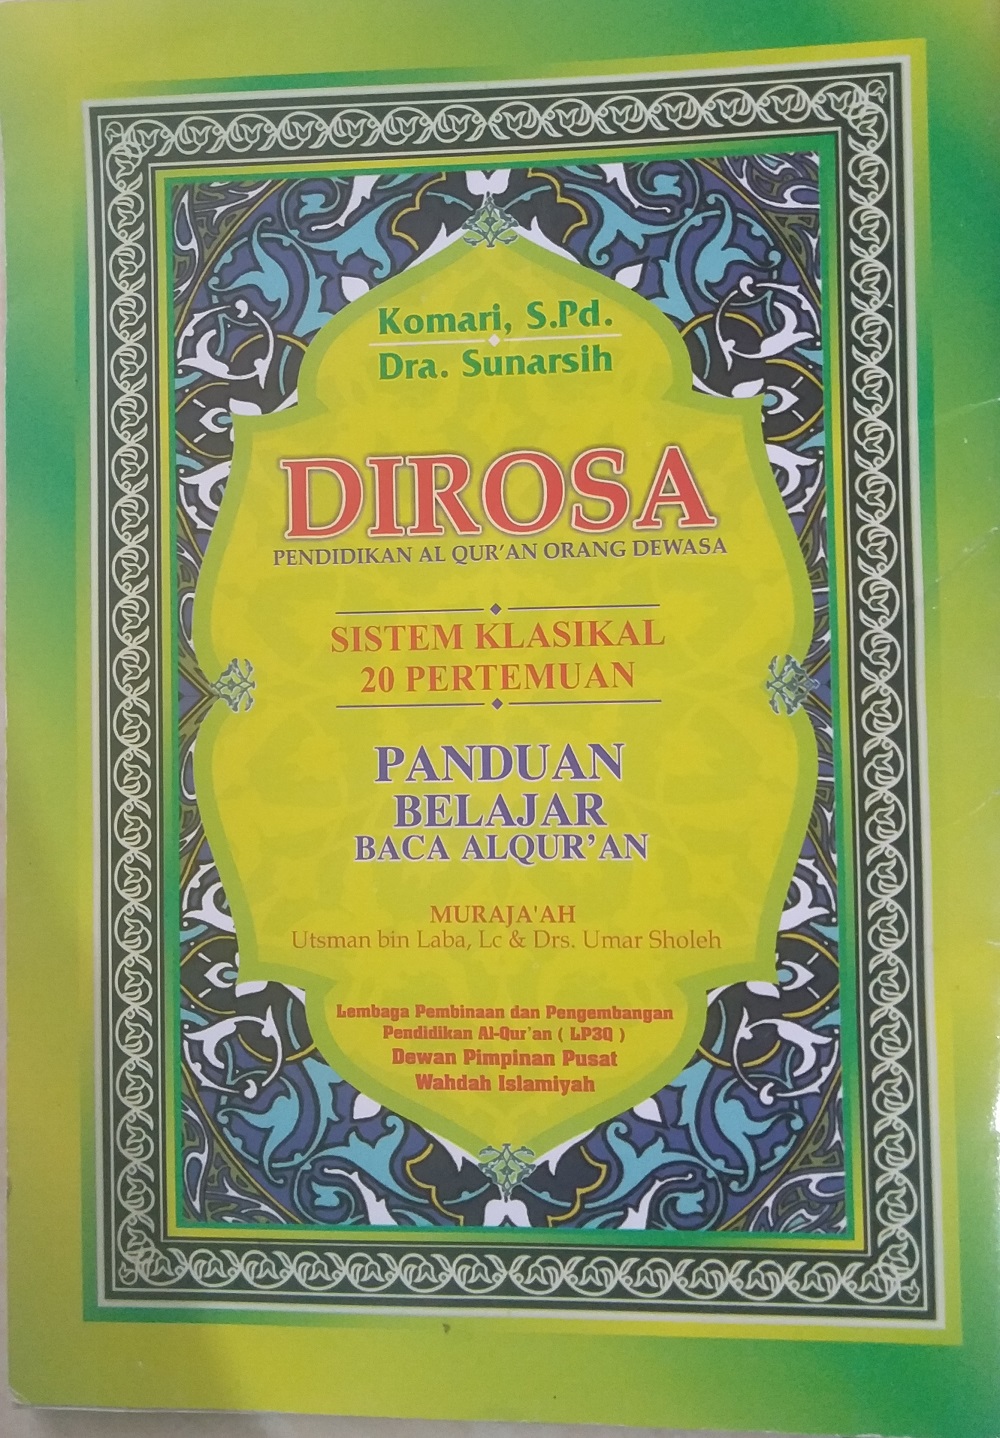 Komari, S.Pd.
Dra. Sunarsih
DIROSA
PENDIDIKAN AL QUR'AN ORANG DEWASA
SISTEM KLASIKAL
20 PERTEMUAN
PANDUAN
BELAJAR
BACA ALQUR'AN
MURAJA'AH
Utsman bin Laba, Lc & Drs. Umar Sholeh
Lembaga Pembinaan dan Pengembangan
Pendidikan Al-Qur'an ( LP3Q )
Dewan Pimpinan Pusat
Wahdah Islamiyah